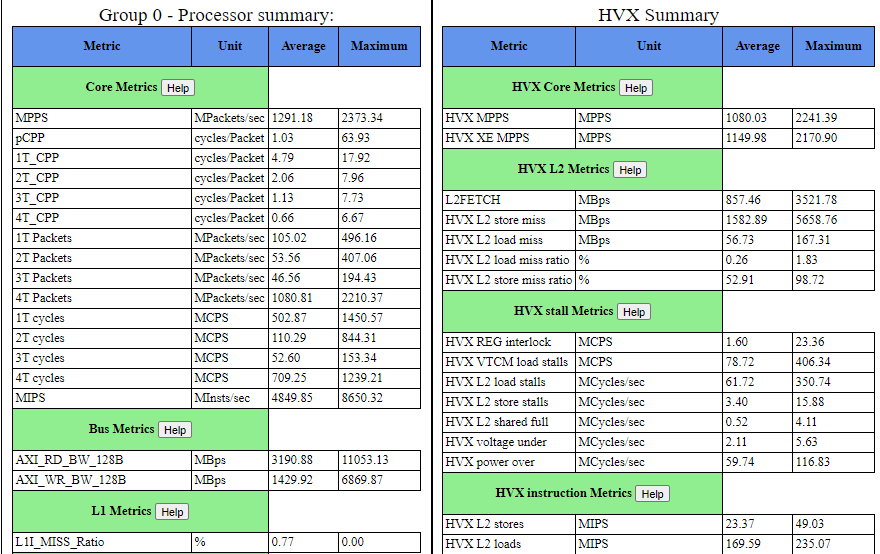 Group 0 - Processor summary:
Metric Unit Average Maximum
Core Metrics Help
MPPS MPackets/sec 1291.18 2373.34
pCPP cycles/Packet 1.03 63.93
1T_CPP cycles/Packet 4.79 17.92
2T_CPP cycles/Packet 2.06 7.96
3T_CPP cycles/Packet 1.13 7.73
4T_CPP cycles/Packet 0.66 6.67
1T Packets MPackets/sec 105.02 496.16
2T Packets MPackets/sec 53.56 407.06
3T Packets MPackets/sec 46.56 194.43
4T Packets MPackets/sec 1080.81 2210.37
1T cycles MCPS 502.87 1450.57
2T cycles MCPS 110.29 844.31
3T cycles MCPS 52.60 153.34
4T cycles MCPS 709.25 1239.21
MIPS MInsts/sec 4849.85 8650.32
Bus Metrics Help
AXI_RD_BW_128B MBps 3190.88 11053.13
AXI_WR_BW_128B MBps 1429.92 6869.87
L1 Metrics Help
L1I_MISS_Ratio % 0.77 0.00
HVX Summary
Metric Unit Average Maximum
HVX Core Metrics Help
HVX MPPS MPPS 1080.03 2241.39
HVX XE MPPS MPPS 1149.98 2170.90
HVX L2 Metrics Help
L2FETCH MBps 857.46 3521.78
HVX L2 store miss MBps 1582.89 5658.76
HVX L2 load miss MBps 56.73 167.31
HVX L2 load miss ratio % 0.26 1.83
HVX L2 store miss ratio % 52.91 98.72
HVX stall Metrics Help
HVX REG interlock MCPS 1.60 23.36
HVX VTCM load stalls MCPS 78.72 406.34
HVX L2 load stalls MCycles/sec 61.72 350.74
HVX L2 store stalls MCycles/sec 3.40 15.88
HVX L2 shared full MCycles/sec 0.52 4.11
HVX voltage under MCycles/sec 2.11 5.63
HVX power over MCycles/sec 59.74 116.83
HVX instruction Metrics Help
HVX L2 stores MIPS 23.37 49.03
HVX L2 loads MIPS 169.59 235.07